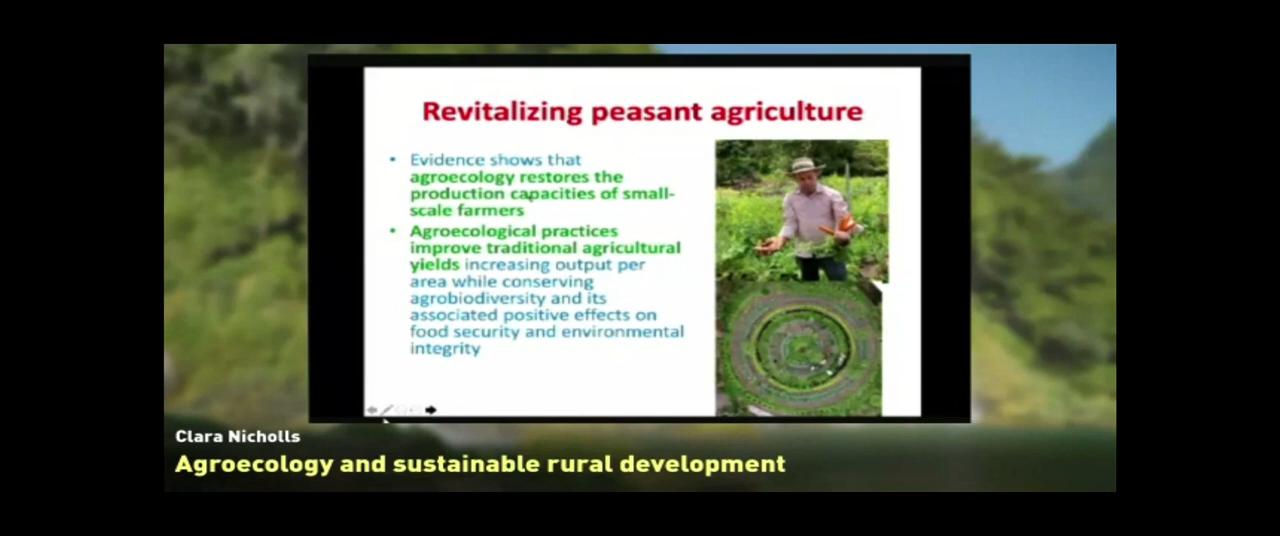 Revitalizing peasant agriculture
• Evidence shows that
agroecology restores the
production capacities of small-
scale farmers
• Agroecological practices
improve traditional agricultural
yields increasing output per
area while conserving
agrobiodiversity and its
associated positive effects on
food security and environmental
integrity
Clara Nicholls
Agroecology and sustainable rural development